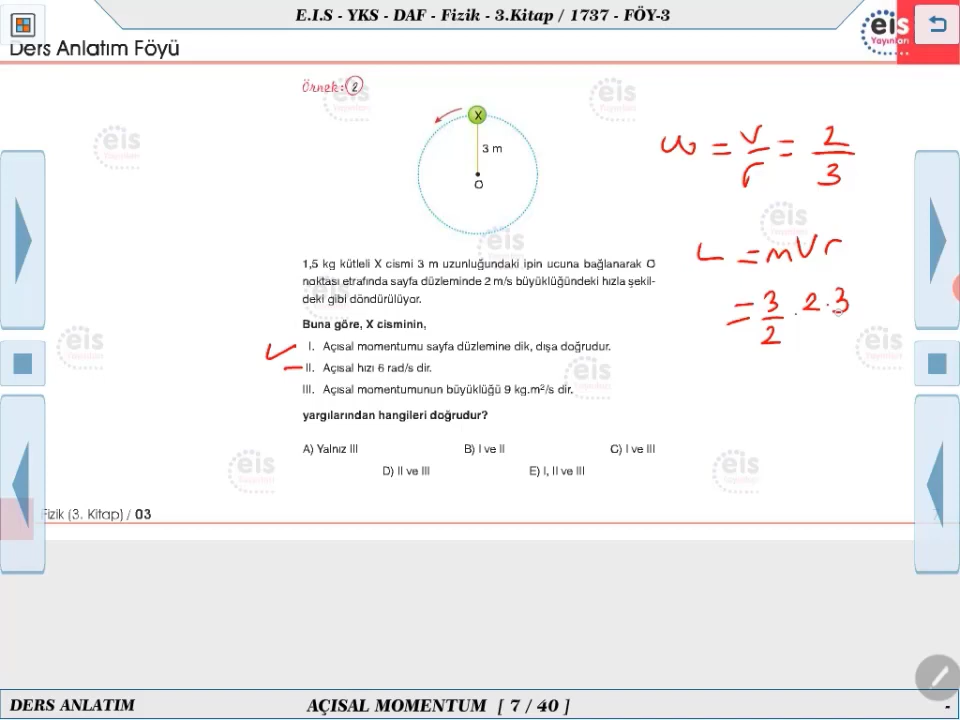 E.I.S - YKS - DAF - Fizik - 3.Kitap / 1737 - FÖY-3
eis
Yayınları
Ders Anlatım Föyü
Örnek: 2
X
3 m
O
ω = v/r = 2/3
L = mVr
= 3/2 · 2 · 3
1,5 kg kütleli X cismi 3 m uzunluğundaki ipin ucuna bağlanarak O
noktası etrafında sayfa düzleminde 2 m/s büyüklüğündeki hızla şekil-
deki gibi döndürülüyor.
Buna göre, X cisminin,
I. Açısal momentumu sayfa düzlemine dik, dışa doğrudur.
II. Açısal hızı 6 rad/s dir.
III. Açısal momentumunun büyüklüğü 9 kg.m²/s dir.
yargılarından hangileri doğrudur?
A) Yalnız III B) I ve II C) I ve III
D) II ve III E) I, II ve III
Fizik (3. Kitap) / 03
7
DERS ANLATIM
AÇISAL MOMENTUM [ 7 / 40 ]
-